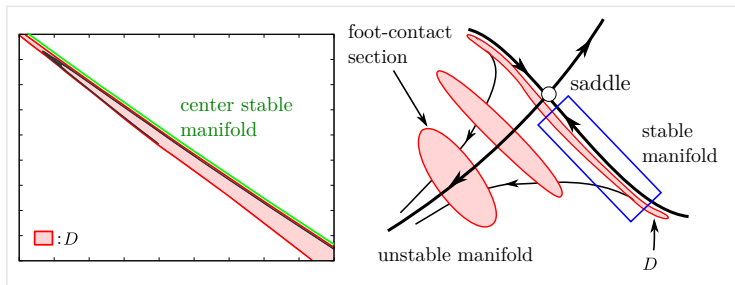 center stable
manifold
: D
foot-contact
section
saddle
stable
manifold
unstable manifold
D